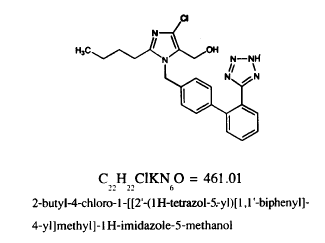 Cl
N
H₃C
OH
N
N NH
N N
C₂₂H₂₂ClKN₆O = 461.01
2-butyl-4-chloro-1-[[2'-(1H-tetrazol-5-yl)[1,1'-biphenyl]-
4-yl]methyl]-1H-imidazole-5-methanol